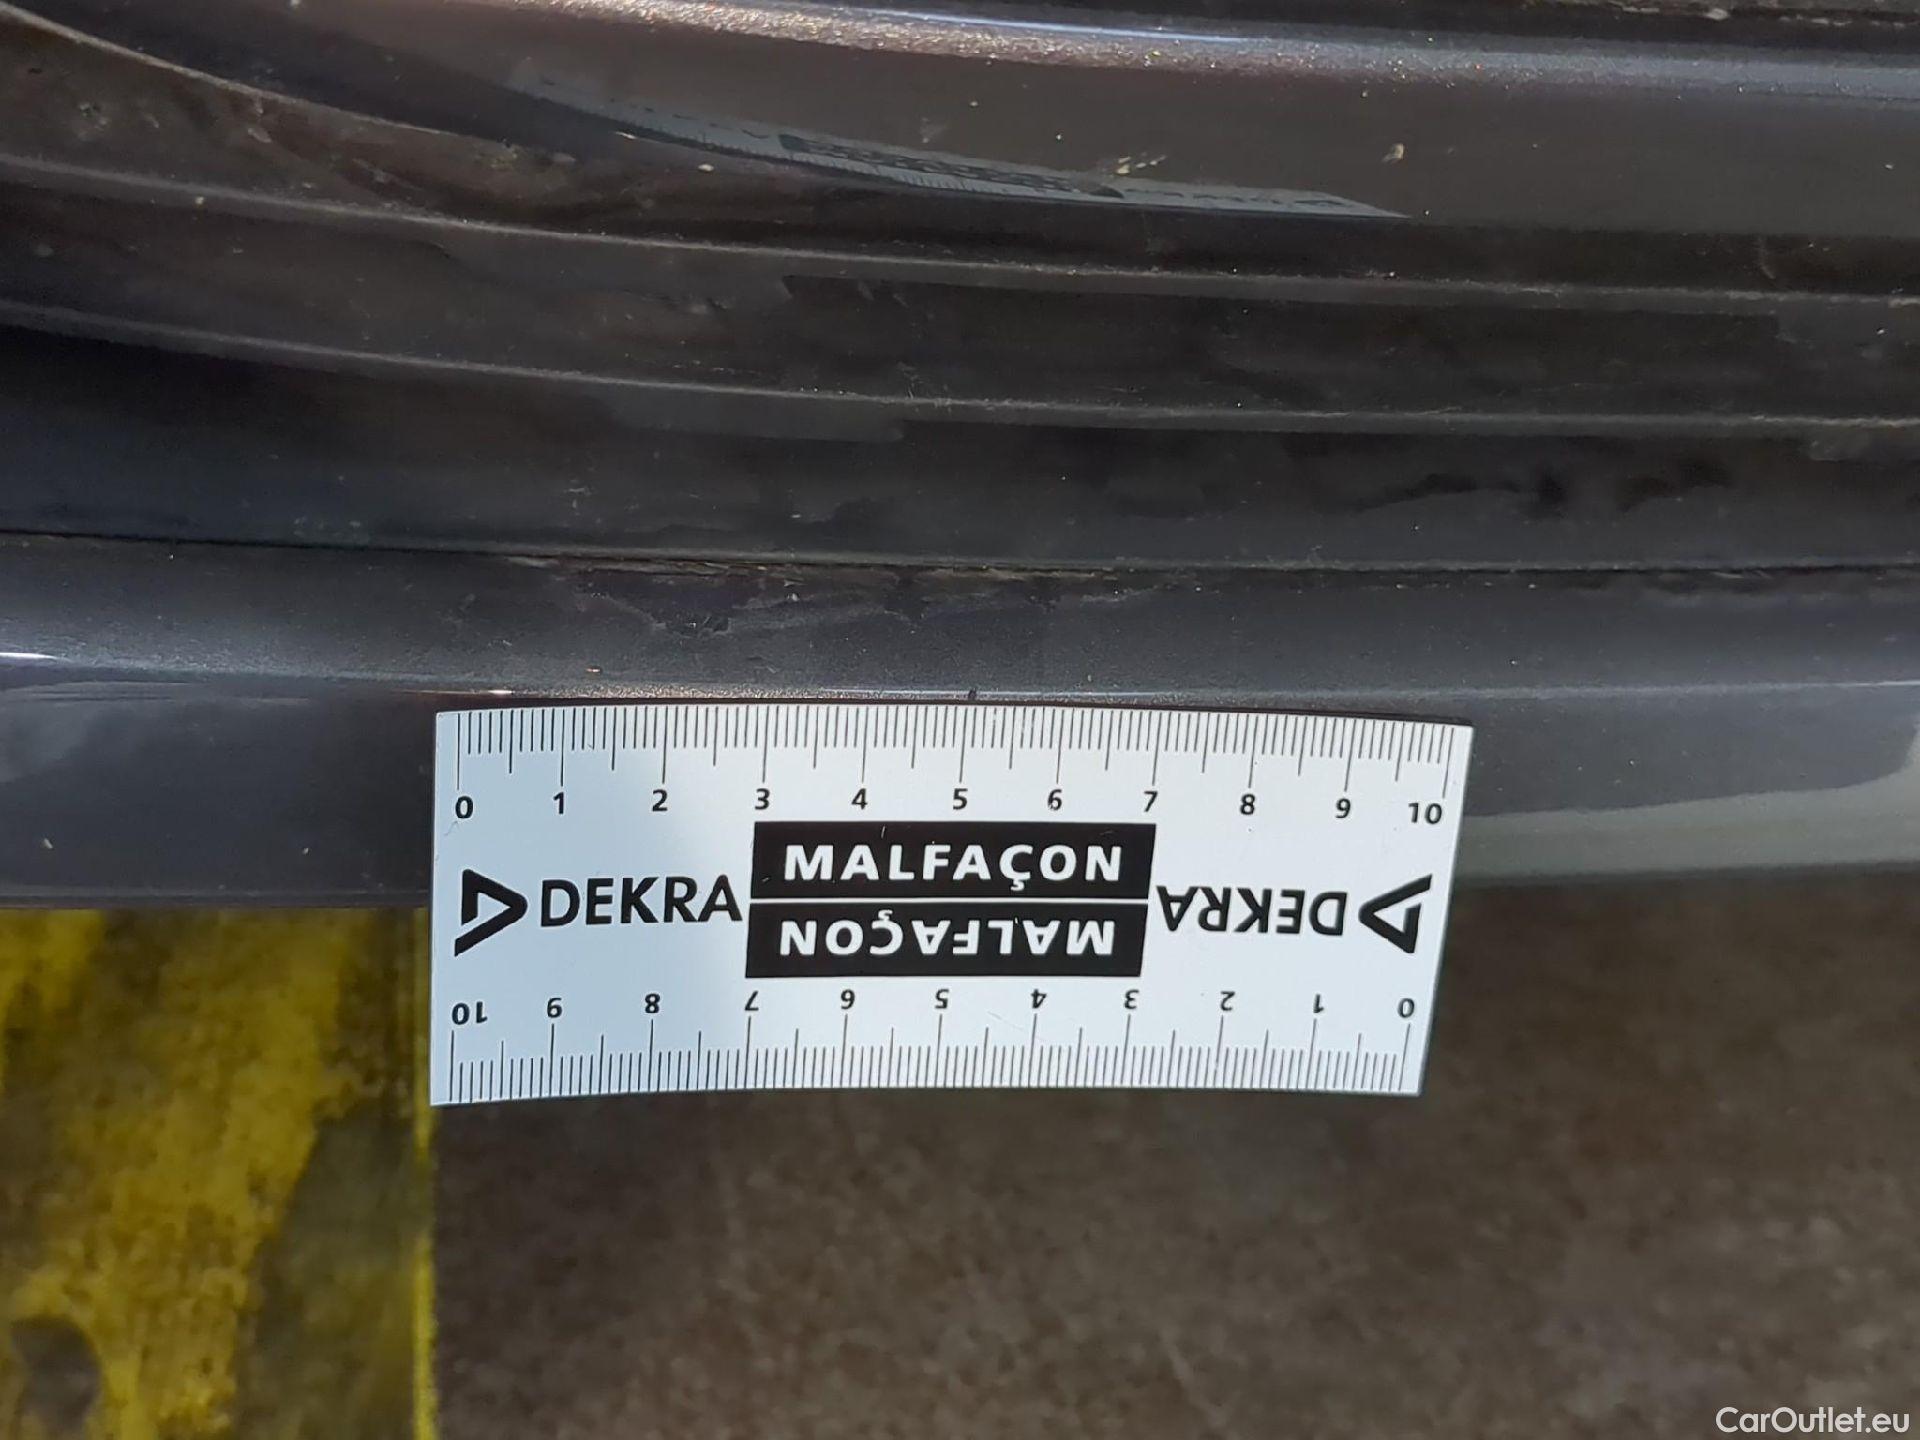 0 1 2 3 4 5 6 7 8 9 10
MALFAÇON
DEKRA
DEKRA
MALFAÇON
10 9 8 7 6 5 4 3 2 1 0
CarOutlet.eu